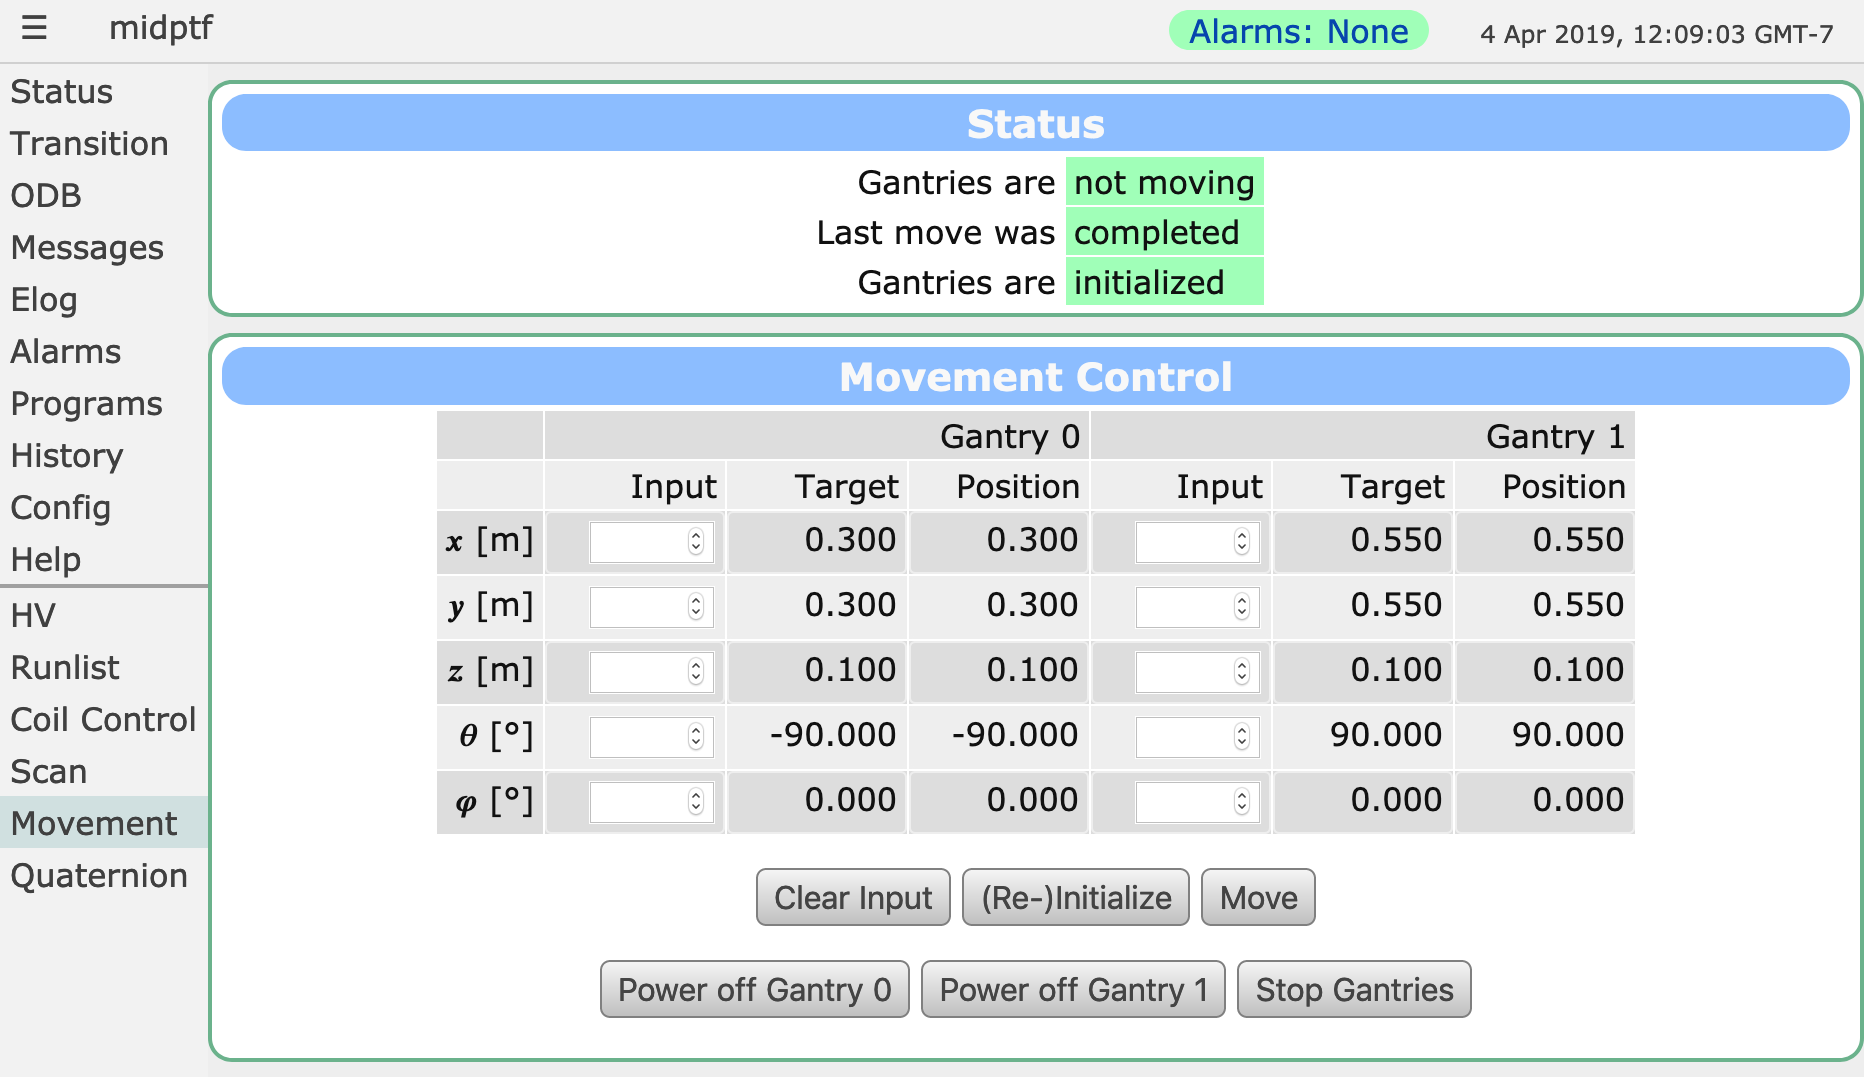 ☰ midptf Alarms: None 4 Apr 2019, 12:09:03 GMT-7
Status
Transition
ODB
Messages
Elog
Alarms
Programs
History
Config
Help
HV
Runlist
Coil Control
Scan
Movement
Quaternion
Status
Gantries are not moving
Last move was completed
Gantries are initialized
Movement Control
Gantry 0 Gantry 1
Input Target Position Input Target Position
x [m] 0.300 0.300 0.550 0.550
y [m] 0.300 0.300 0.550 0.550
z [m] 0.100 0.100 0.100 0.100
θ [°] -90.000 -90.000 90.000 90.000
φ [°] 0.000 0.000 0.000 0.000
Clear Input (Re-)Initialize Move
Power off Gantry 0 Power off Gantry 1 Stop Gantries